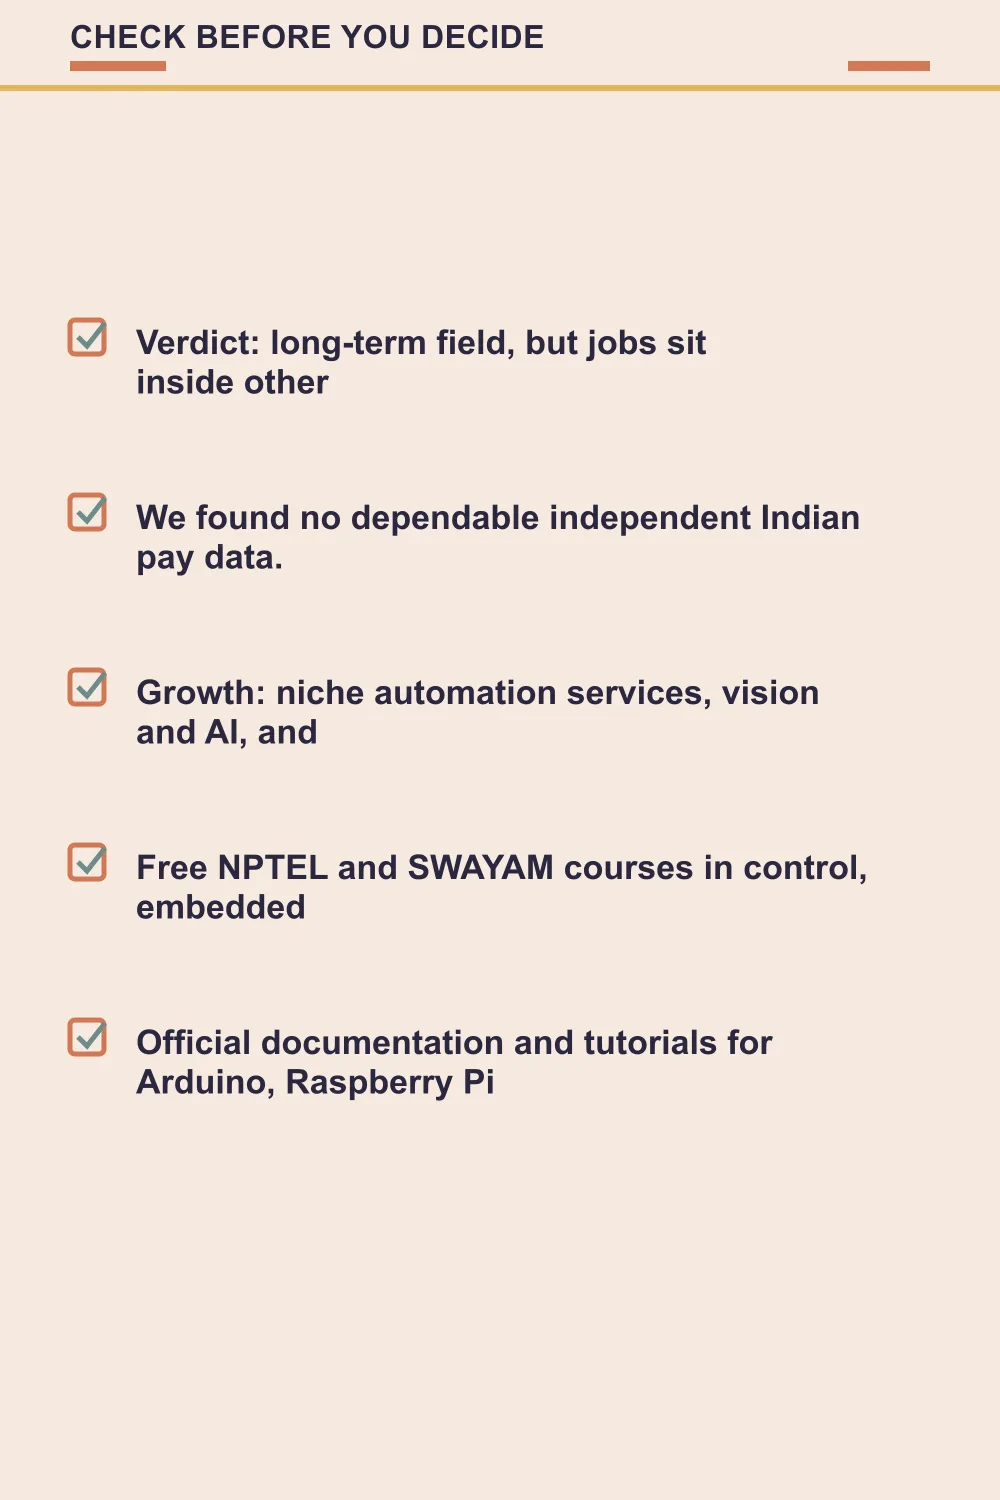 CHECK BEFORE YOU DECIDE
Verdict: long-term field, but jobs sit
inside other
We found no dependable independent Indian
pay data.
Growth: niche automation services, vision
and AI, and
Free NPTEL and SWAYAM courses in control,
embedded
Official documentation and tutorials for
Arduino, Raspberry Pi